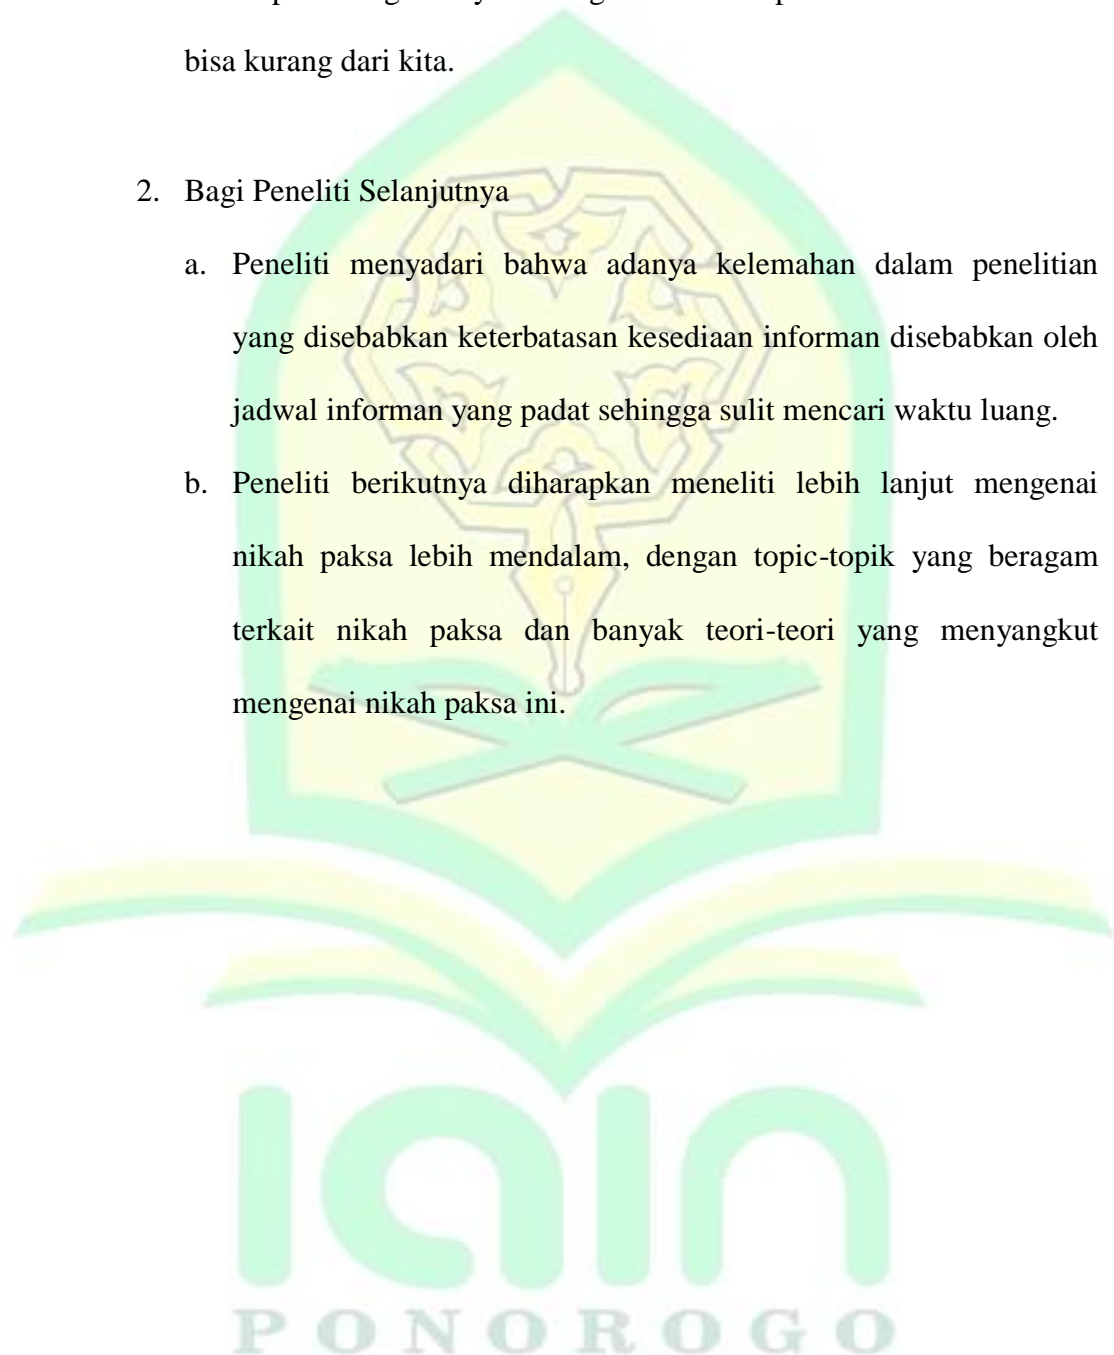 bisa kurang dari kita.
2. Bagi Peneliti Selanjutnya
a. Peneliti menyadari bahwa adanya kelemahan dalam penelitian
yang disebabkan keterbatasan kesediaan informan disebabkan oleh
jadwal informan yang padat sehingga sulit mencari waktu luang.
b. Peneliti berikutnya diharapkan meneliti lebih lanjut mengenai
nikah paksa lebih mendalam, dengan topic-topik yang beragam
terkait nikah paksa dan banyak teori-teori yang menyangkut
mengenai nikah paksa ini.
iain
PONOROGO